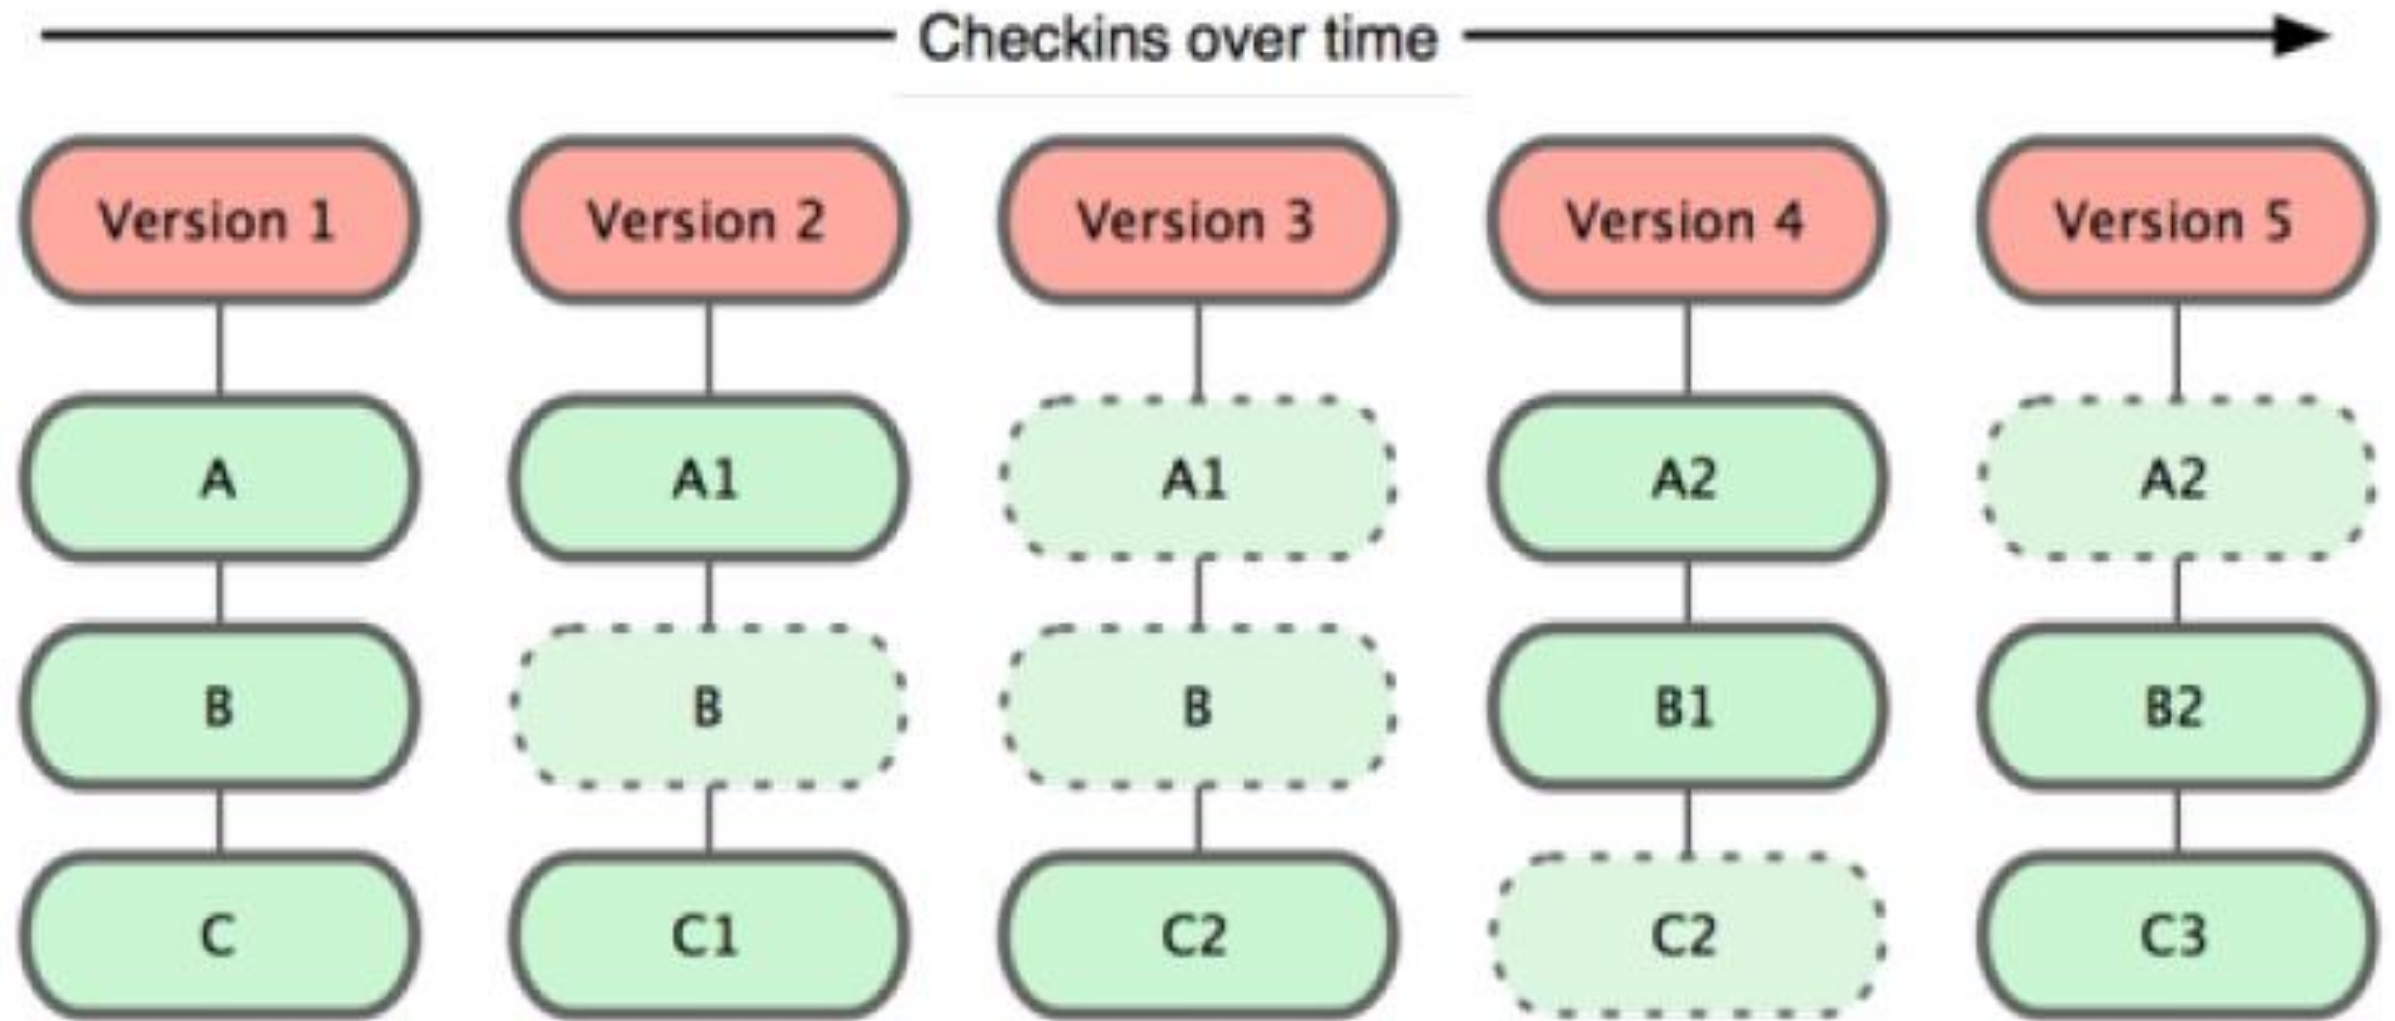 Checkins over time
Version 1 Version 2 Version 3 Version 4 Version 5
A A1 A1 A2 A2
B B B B1 B2
C C1 C2 C2 C3